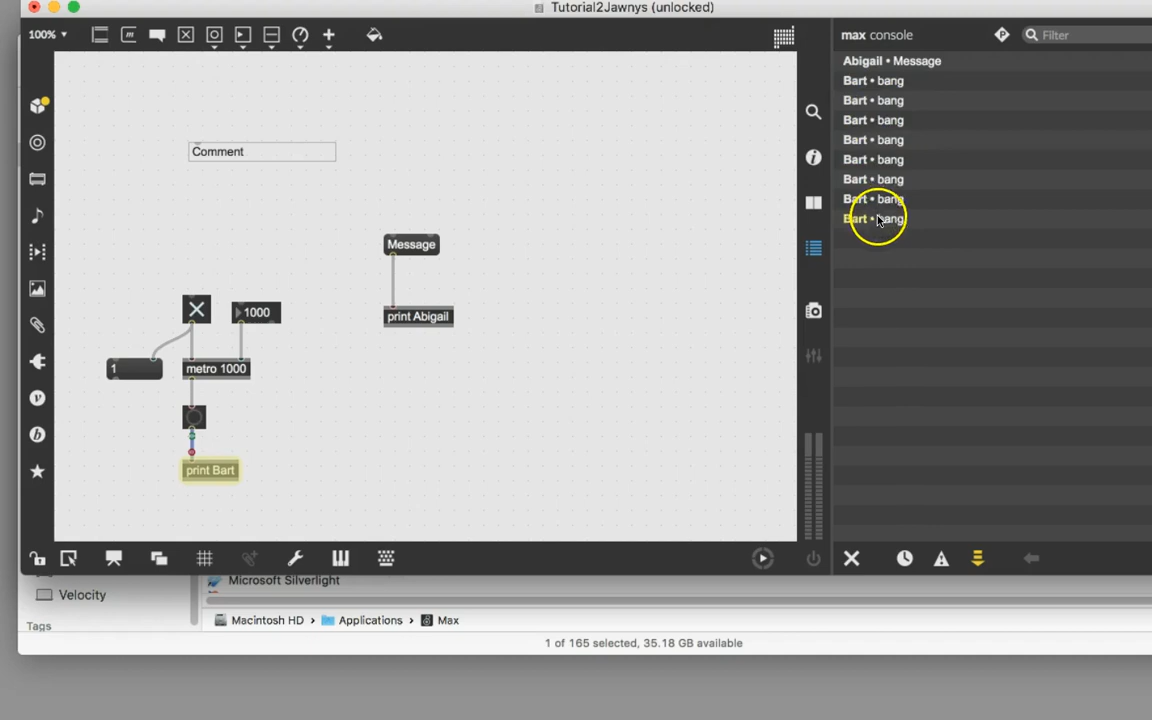 Tutorial2Jawnys (unlocked)
100%
max console
Filter
Abigail • Message
Bart • bang
Bart • bang
Bart • bang
Bart • bang
Bart • bang
Bart • bang
Bart • bang
Bart • bang
Comment
Message
print Abigail
1000
1
metro 1000
print Bart
Microsoft Silverlight
Velocity
Macintosh HD › Applications › Max
Tags
1 of 165 selected, 35.18 GB available